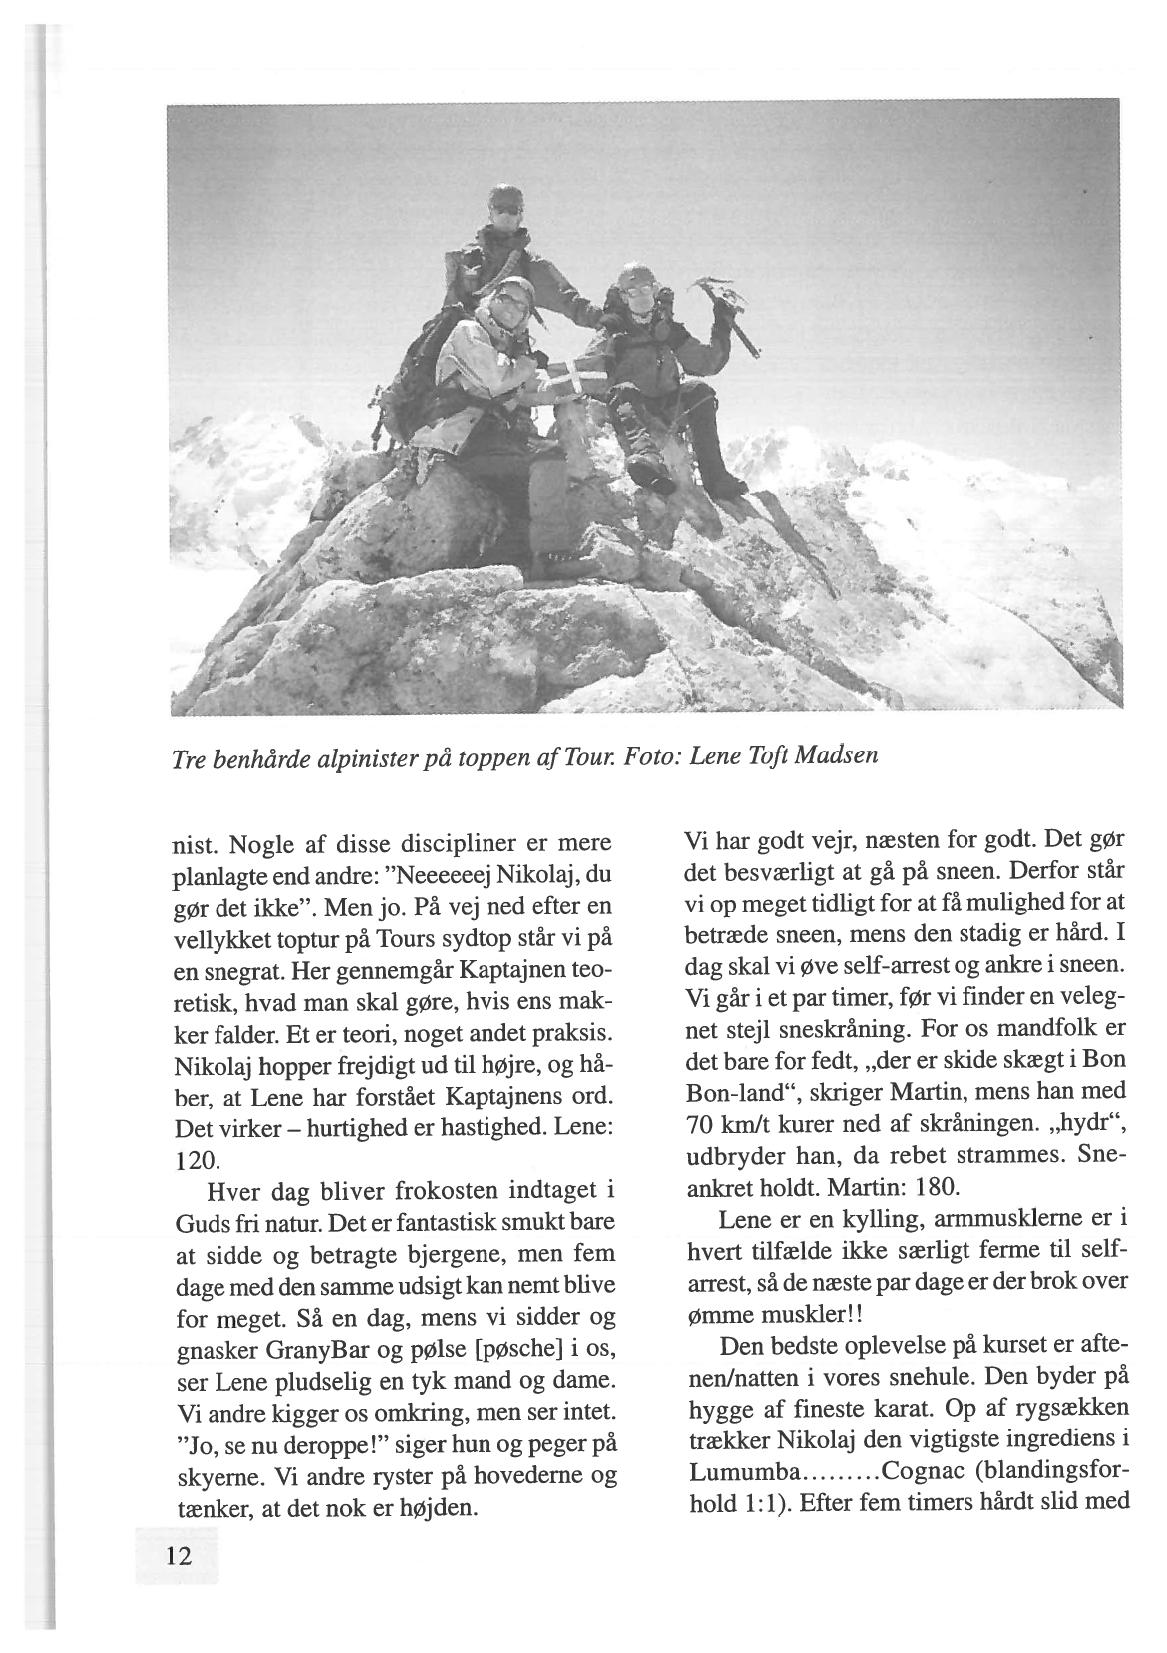 Tre benhårde alpinister på toppen af Tour. Foto: Lene Toft Madsen
nist. Nogle af disse discipliner er mere
planlagte end andre: ”Neeeeeej Nikolaj, du
gør det ikke”. Men jo. På vej ned efter en
vellykket toptur på Tours sydtop står vi på
en snegrat. Her gennemgår Kaptajnen teo-
retisk, hvad man skal gøre, hvis ens mak-
ker falder. Et er teori, noget andet praksis.
Nikolaj hopper frejdigt ud til højre, og hå-
ber, at Lene har forstået Kaptajnens ord.
Det virker – hurtighed er hastighed. Lene:
120.
Hver dag bliver frokosten indtaget i
Guds fri natur. Det er fantastisk smukt bare
at sidde og betragte bjergene, men fem
dage med den samme udsigt kan nemt blive
for meget. Så en dag, mens vi sidder og
gnasker GranyBar og pølse [pøsche] i os,
ser Lene pludselig en tyk mand og dame.
Vi andre kigger os omkring, men ser intet.
”Jo, se nu deroppe!” siger hun og peger på
skyerne. Vi andre ryster på hovederne og
tænker, at det nok er højden.
Vi har godt vejr, næsten for godt. Det gør
det besværligt at gå på sneen. Derfor står
vi op meget tidligt for at få mulighed for at
betræde sneen, mens den stadig er hård. I
dag skal vi øve self-arrest og ankre i sneen.
Vi går i et par timer, før vi finder en veleg-
net stejl sneskråning. For os mandfolk er
det bare for fedt, „der er skide skægt i Bon
Bon-land“, skriger Martin, mens han med
70 km/t kurer ned af skråningen. „hydr“,
udbryder han, da rebet strammes. Sne-
ankret holdt. Martin: 180.
Lene er en kylling, armmusklerne er i
hvert tilfælde ikke særligt ferme til self-
arrest, så de næste par dage er der brok over
ømme muskler!!
Den bedste oplevelse på kurset er afte-
nen/natten i vores snehule. Den byder på
hygge af fineste karat. Op af rygsækken
trækker Nikolaj den vigtigste ingrediens i
Lumumba.........Cognac (blandingsfor-
hold 1:1). Efter fem timers hårdt slid med
12